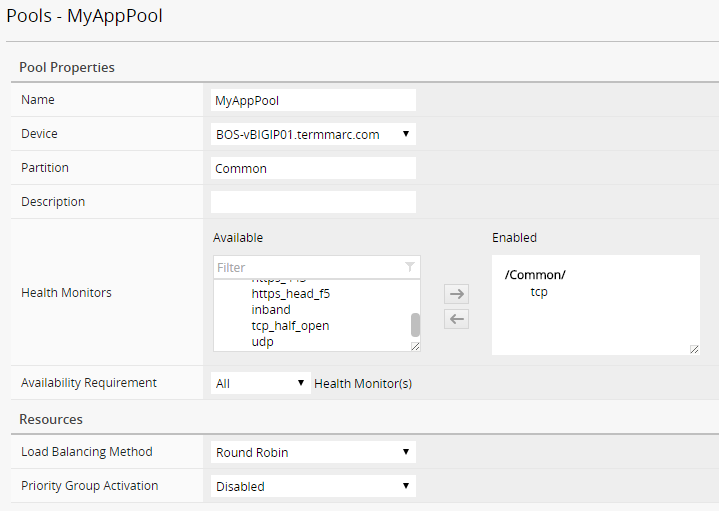 Pools - MyAppPool
Pool Properties
Name MyAppPool
Device BOS-vBIGIP01.termmarc.com
Partition Common
Description
Health Monitors
Available Enabled
Filter
https_head_f5
inband
tcp_half_open
udp
/Common/
tcp
Availability Requirement All Health Monitor(s)
Resources
Load Balancing Method Round Robin
Priority Group Activation Disabled